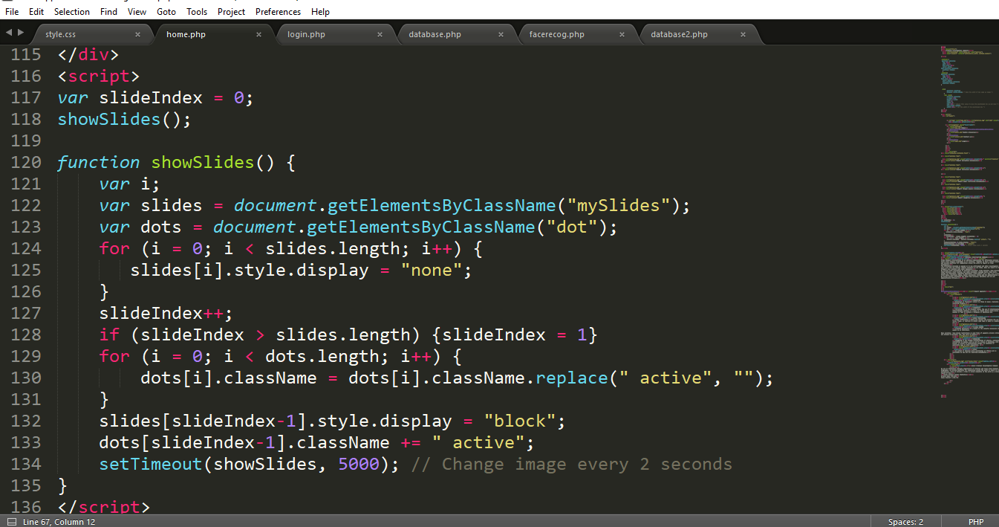 File Edit Selection Find View Goto Tools Project Preferences Help
style.css × home.php × login.php × database.php × facerecog.php × database2.php ×
115 </div>
116 <script>
117 var slideIndex = 0;
118 showSlides();
119
120 function showSlides() {
121 var i;
122 var slides = document.getElementsByClassName("mySlides");
123 var dots = document.getElementsByClassName("dot");
124 for (i = 0; i < slides.length; i++) {
125 slides[i].style.display = "none";
126 }
127 slideIndex++;
128 if (slideIndex > slides.length) {slideIndex = 1}
129 for (i = 0; i < dots.length; i++) {
130 dots[i].className = dots[i].className.replace(" active", "");
131 }
132 slides[slideIndex-1].style.display = "block";
133 dots[slideIndex-1].className += " active";
134 setTimeout(showSlides, 5000); // Change image every 2 seconds
135 }
136 </script>
Line 67, Column 12 Spaces: 2 PHP